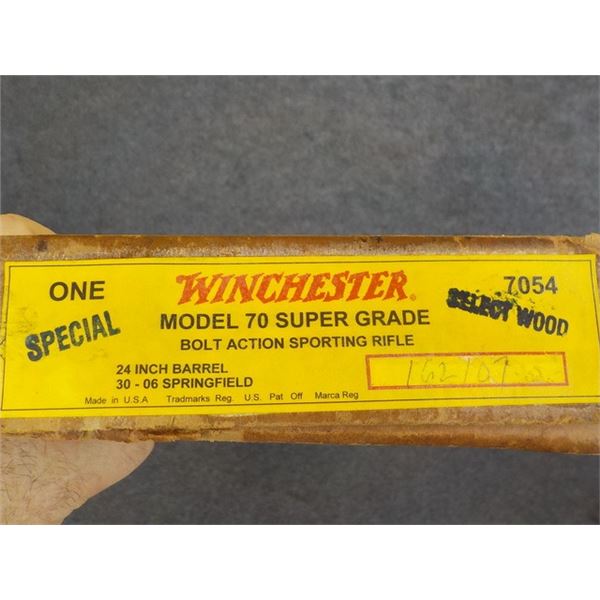 ONE WINCHESTER® 7054
SPECIAL MODEL 70 SUPER GRADE SELECT WOOD
BOLT ACTION SPORTING RIFLE
24 INCH BARREL
30 - 06 SPRINGFIELD
Made in U.S.A Tradmarks Reg. U.S. Pat Off Marca Reg